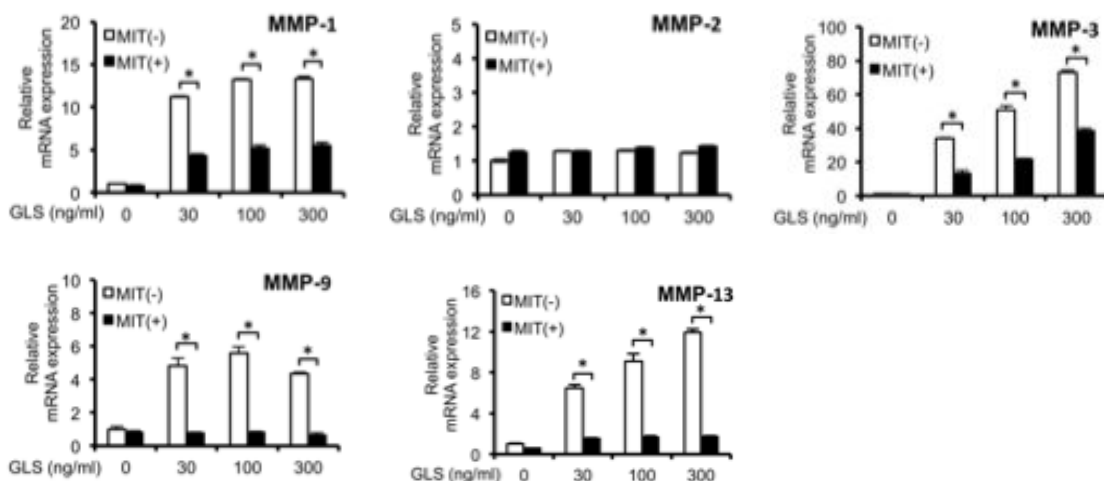 MMP-1
Relative
mRNA expression
20
15
10
5
0
MIT(-)
MIT(+)
*
*
*
GLS (ng/ml)
0 30 100 300
MMP-2
Relative
mRNA expression
5
4
3
2
1
0
MIT(-)
MIT(+)
GLS (ng/ml)
0 30 100 300
MMP-3
Relative
mRNA expression
100
80
60
40
20
0
MIT(-)
MIT(+)
*
*
*
GLS (ng/ml)
0 30 100 300
MMP-9
Relative
mRNA expression
10
8
6
4
2
0
MIT(-)
MIT(+)
*
*
*
GLS (ng/ml)
0 30 100 300
MMP-13
Relative
mRNA expression
16
12
8
4
0
MIT(-)
MIT(+)
*
*
*
GLS (ng/ml)
0 30 100 300